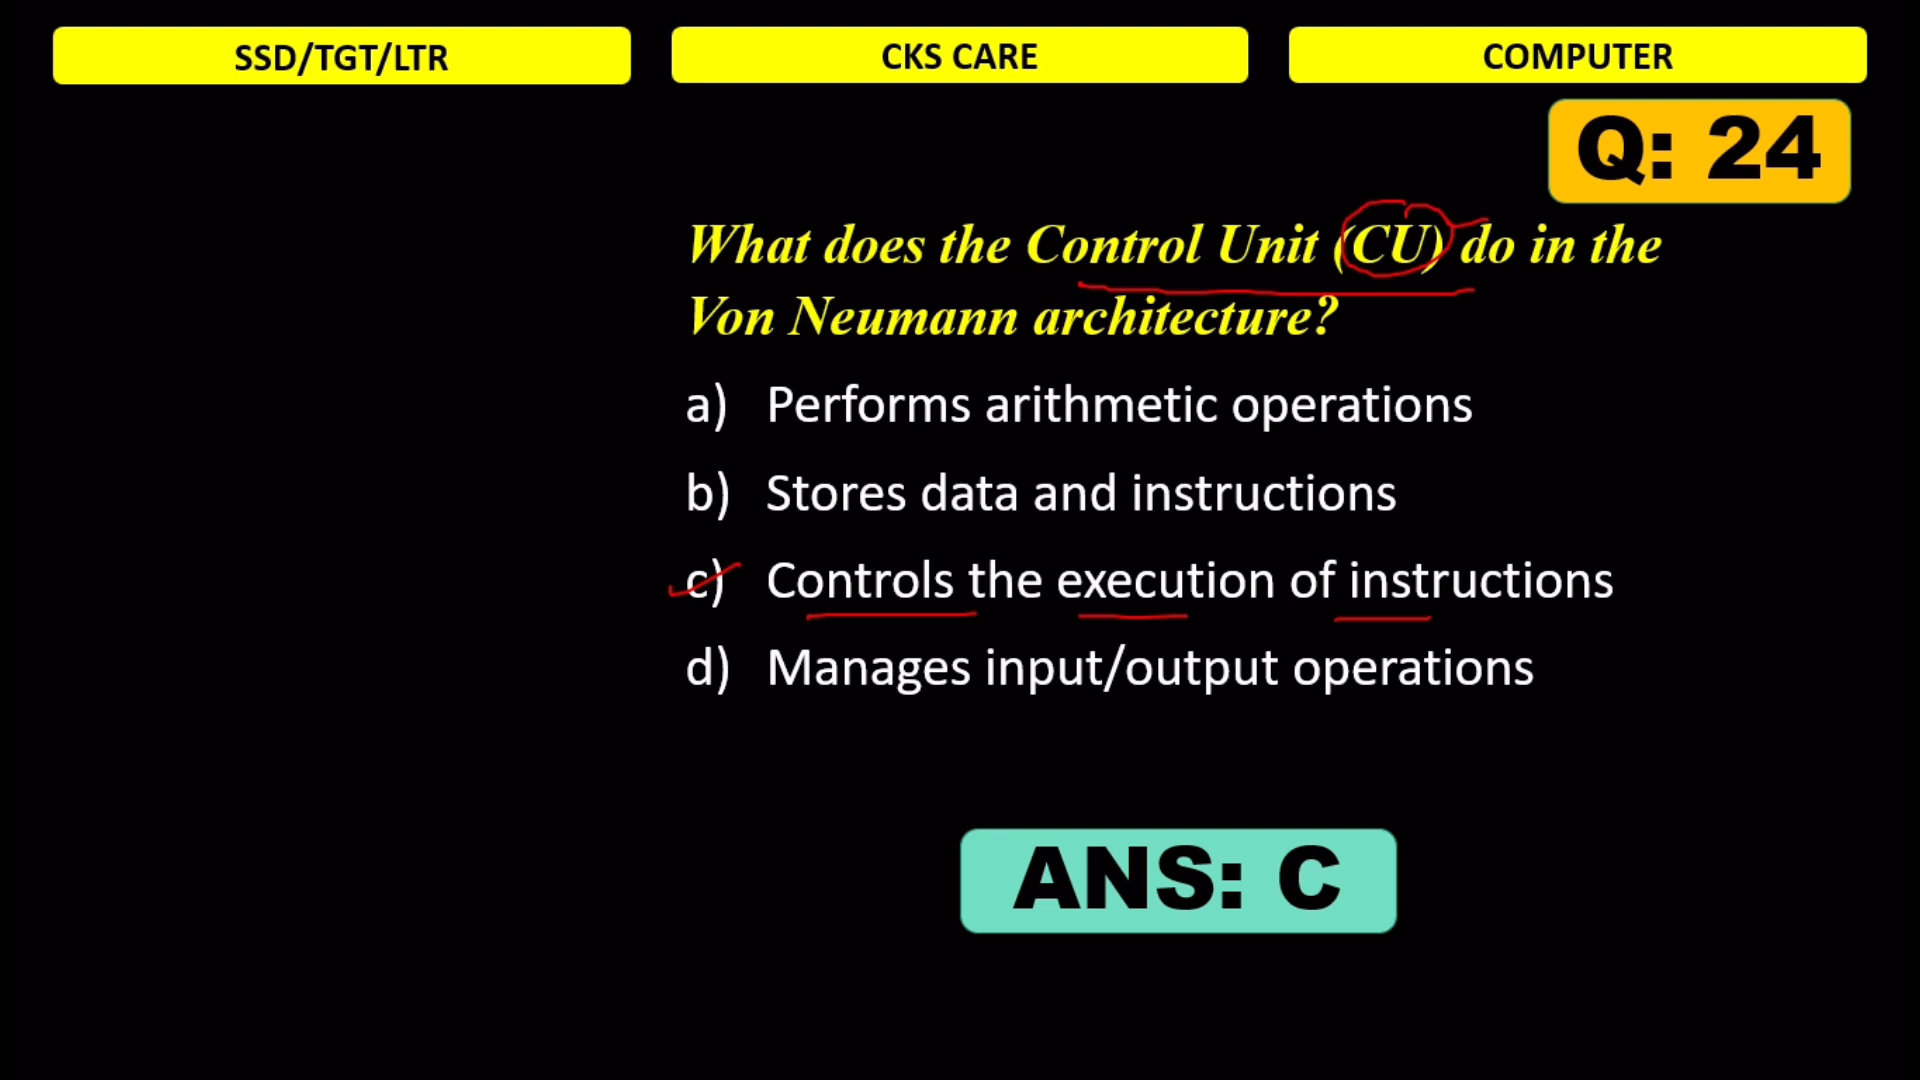 SSD/TGT/LTR
CKS CARE
COMPUTER
Q: 24
What does the Control Unit (CU) do in the
Von Neumann architecture?
a) Performs arithmetic operations
b) Stores data and instructions
c) Controls the execution of instructions
d) Manages input/output operations
ANS: C